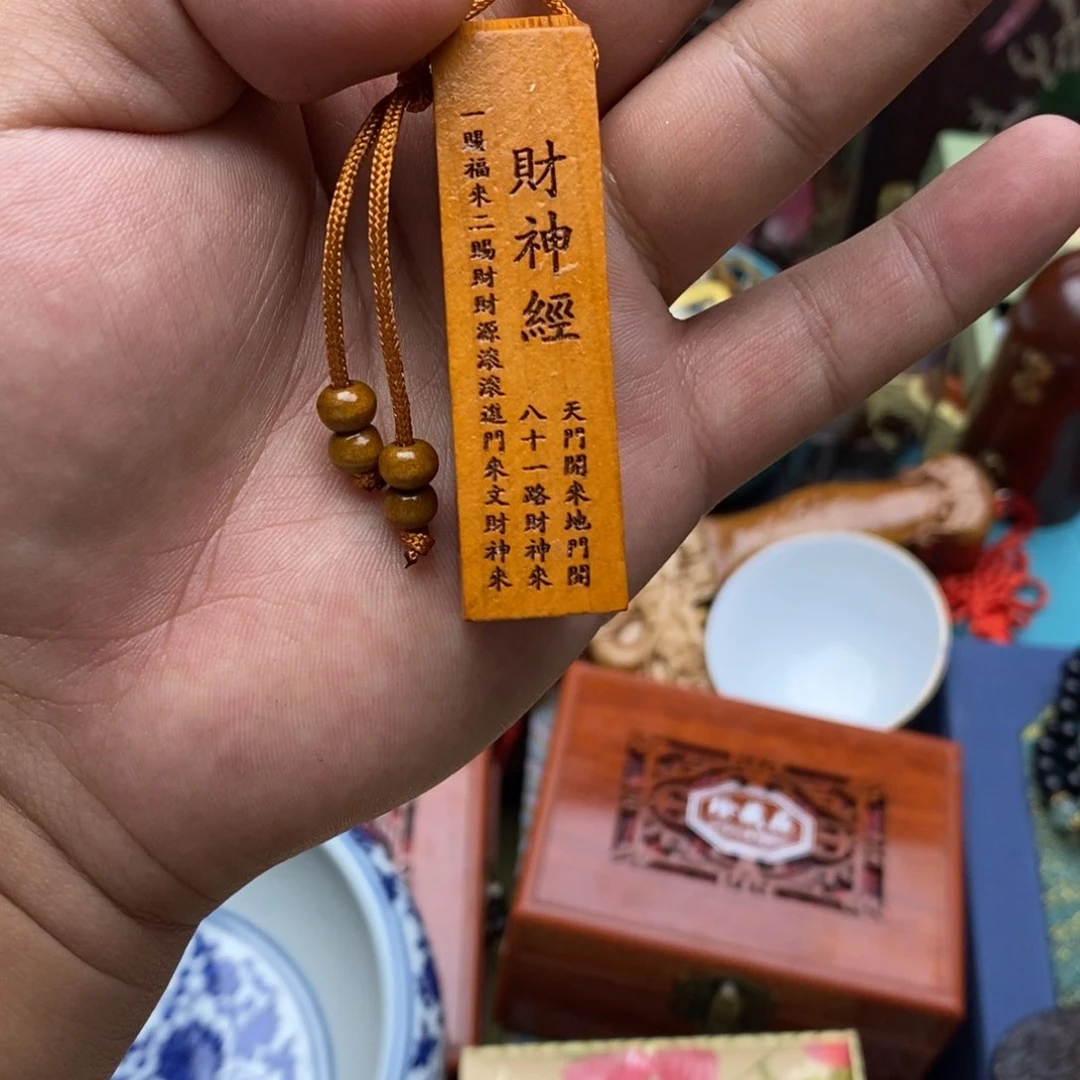 財神經
天門開來地門開
八十一路財神來
一賜福來二賜財財源滾滾進門來文財神來